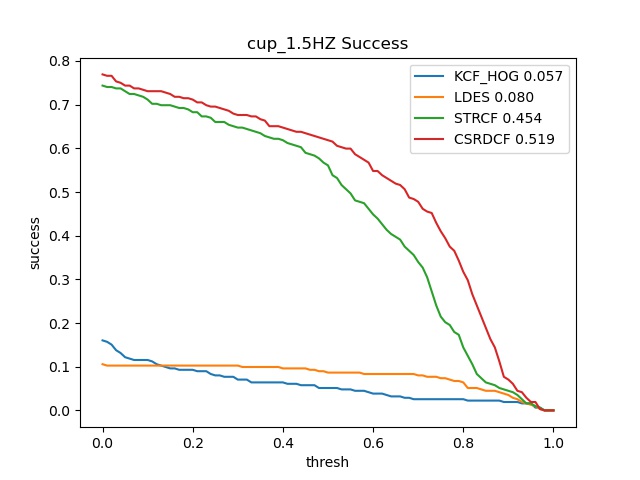 cup_1.5HZ Success
KCF_HOG 0.057
LDES 0.080
STRCF 0.454
CSRDCF 0.519
success
0.8
0.7
0.6
0.5
0.4
0.3
0.2
0.1
0.0
0.0 0.2 0.4 0.6 0.8 1.0
thresh